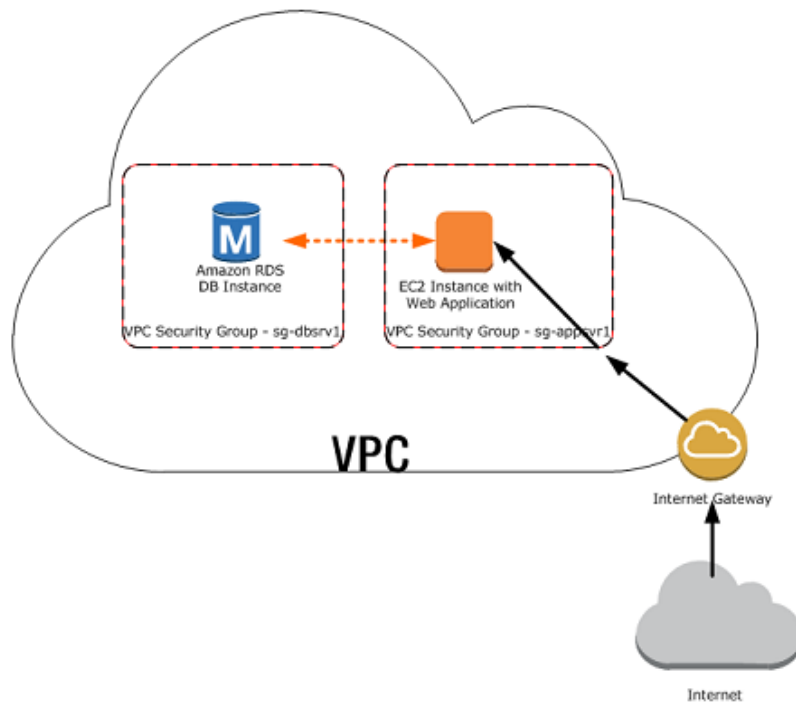 M
Amazon RDS
DB Instance
EC2 Instance with
Web Application
VPC Security Group - sg-dbsrv1
VPC Security Group - sg-appsvr1
VPC
Internet Gateway
Internet